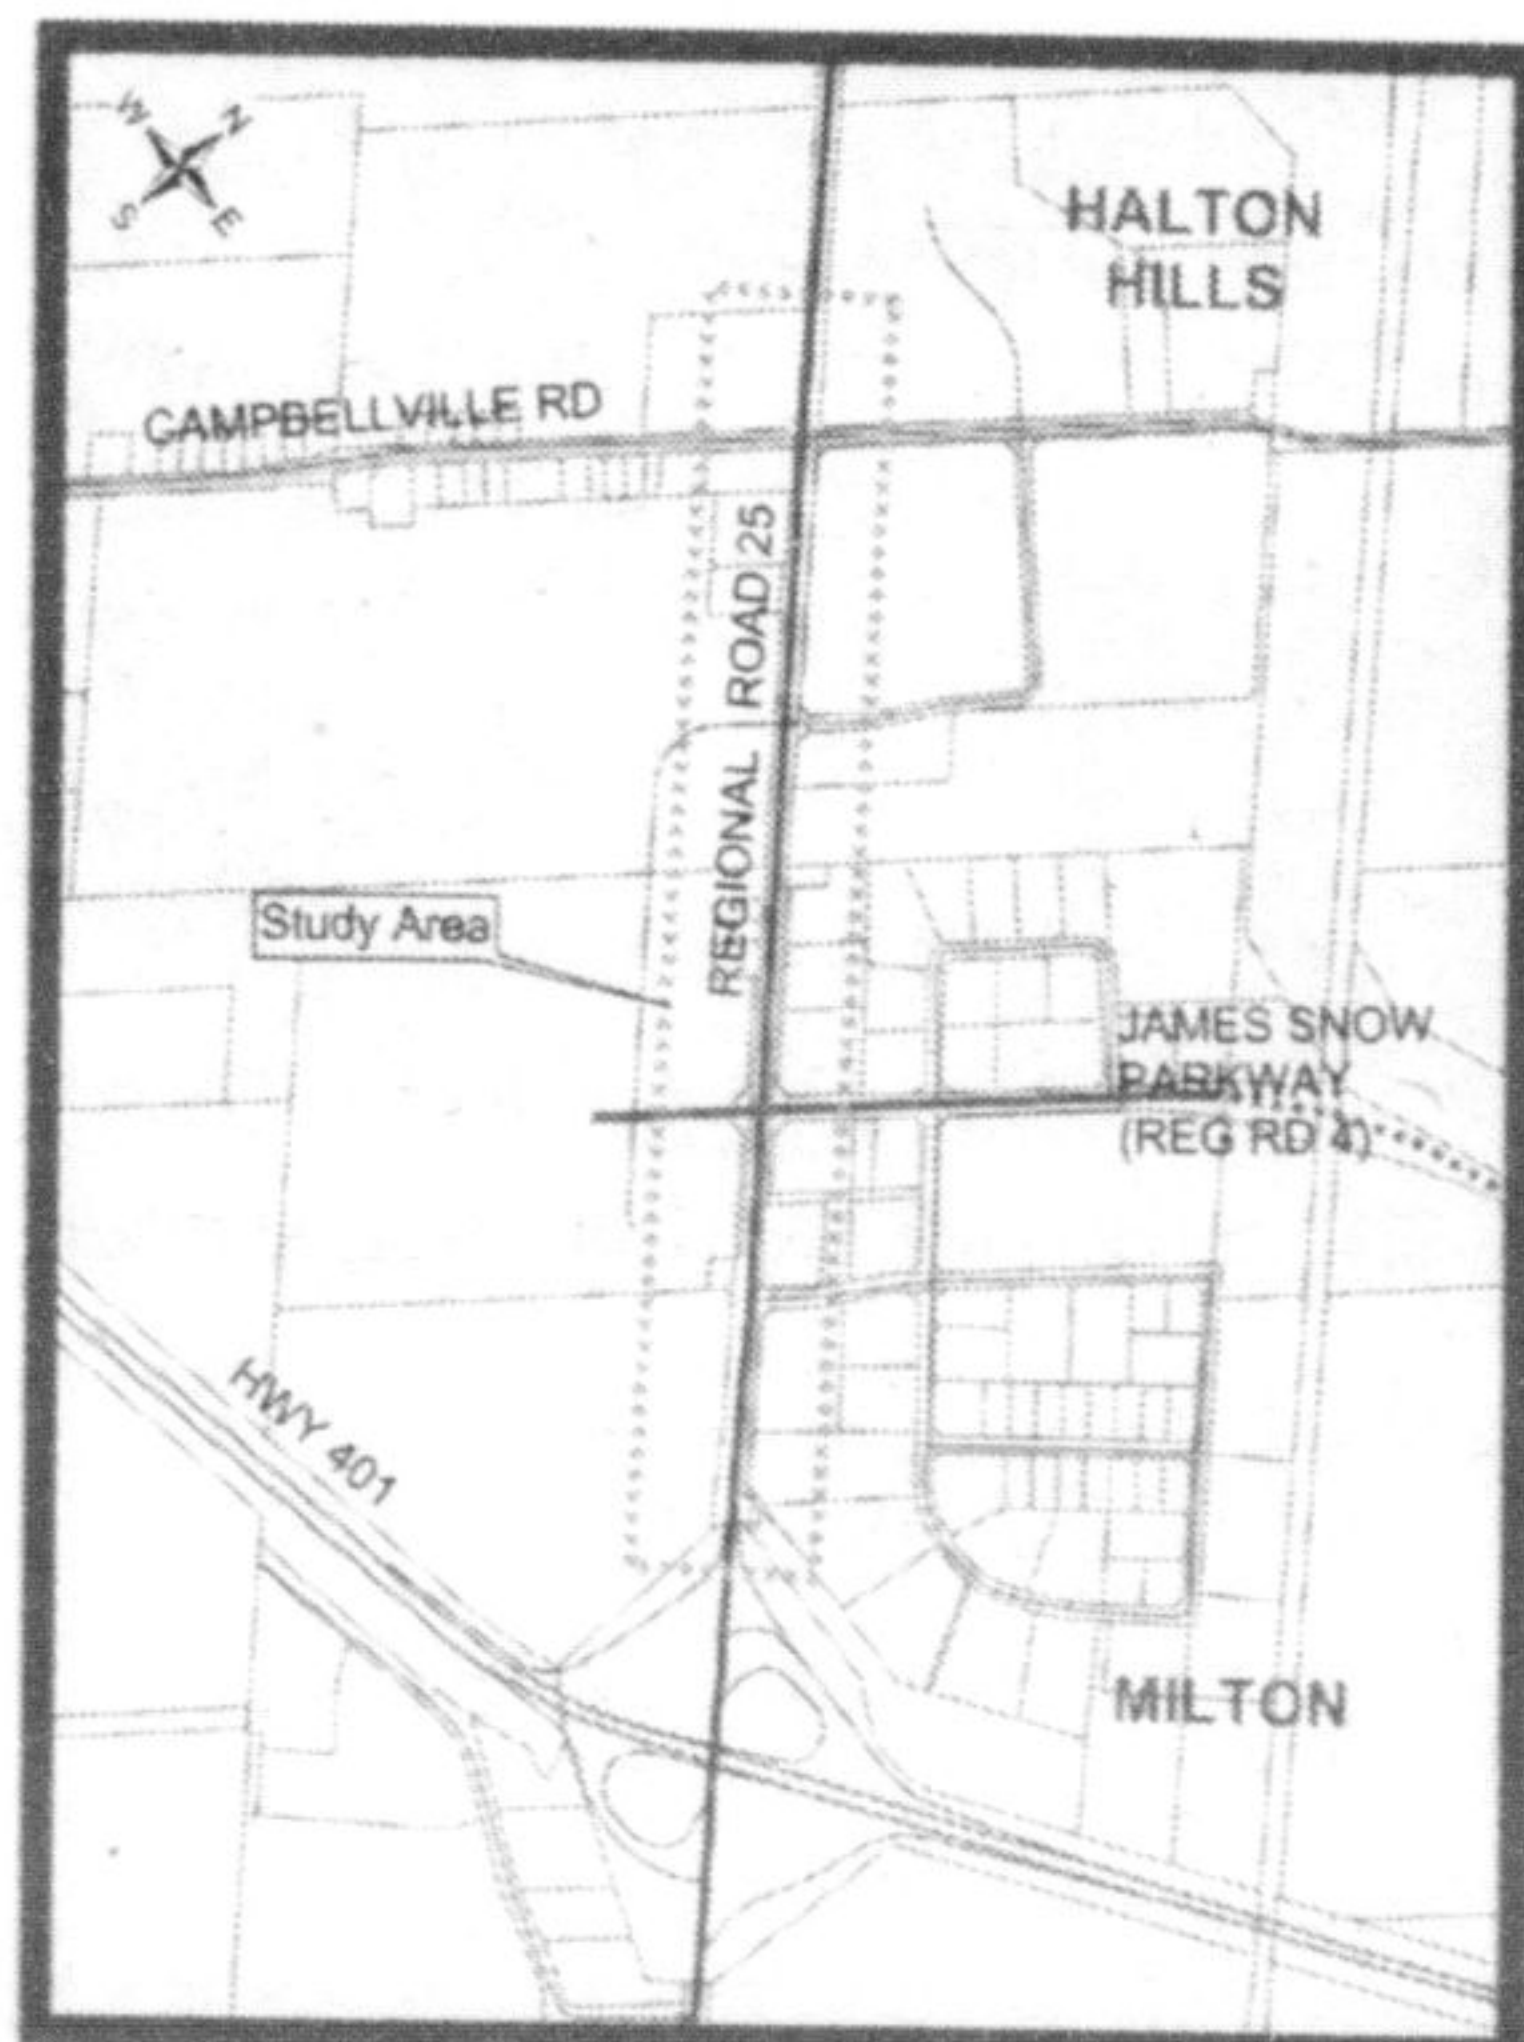 W
N
S
E
HALTON
HILLS
CAMPBELLVILLE RD
REGIONAL ROAD 25
Study Area
JAMES SNOW
PARKWAY
(REG RD 4)
HWY 401
MILTON